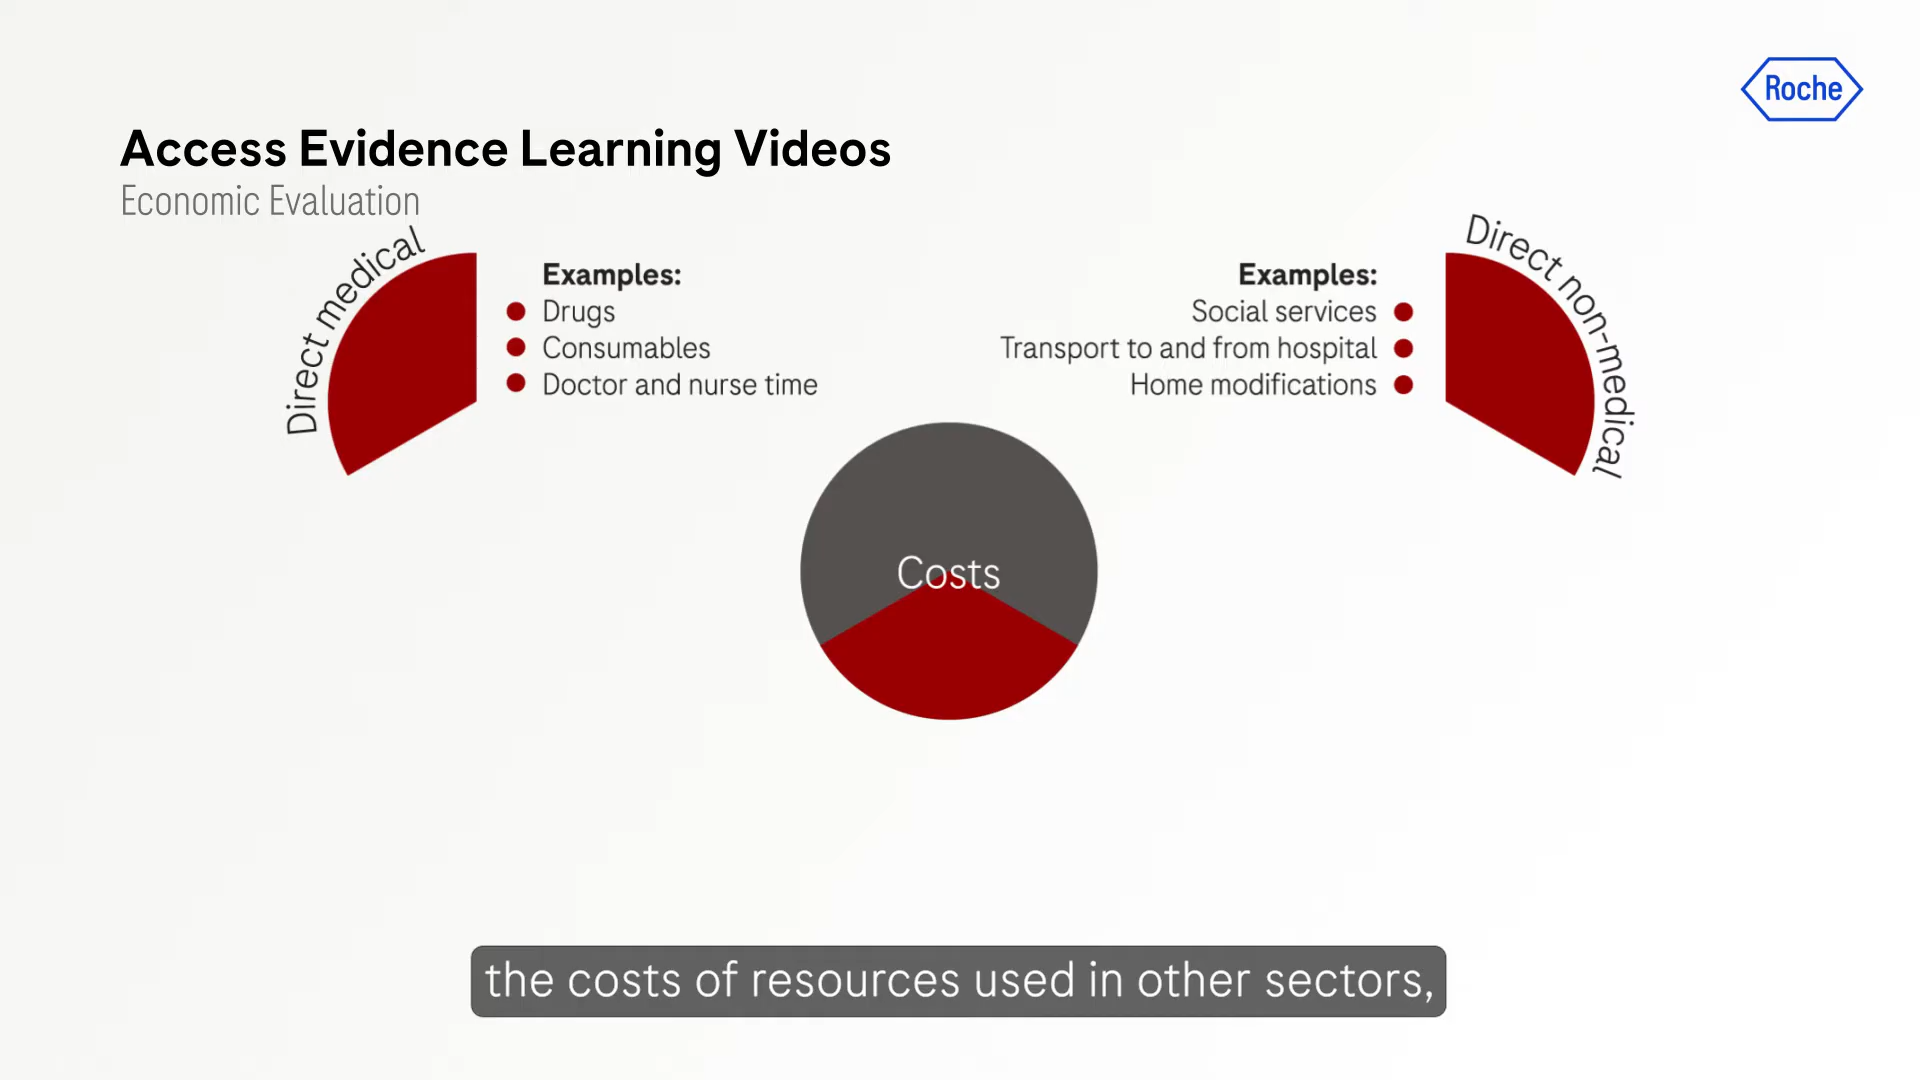 Roche
Access Evidence Learning Videos
Economic Evaluation
Direct medical
Examples:
Drugs
Consumables
Doctor and nurse time
Direct non-medical
Examples:
Social services
Transport to and from hospital
Home modifications
Costs
the costs of resources used in other sectors,